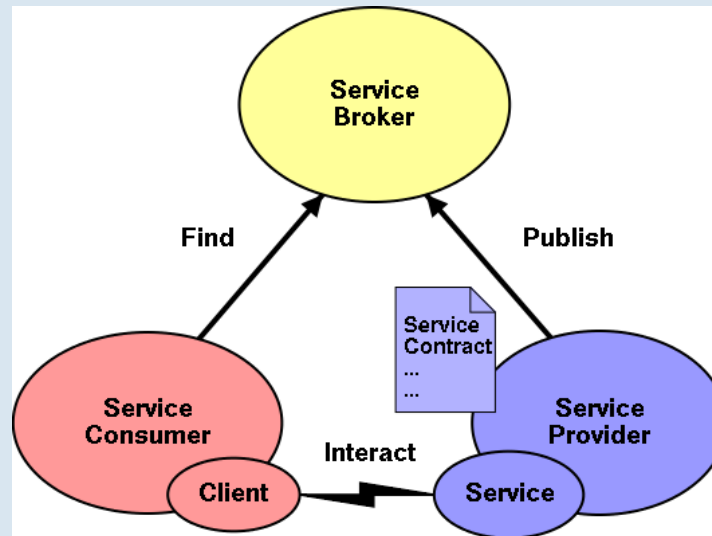 Service
Broker
Find
Publish
Service
Contract
...
...
Service
Consumer
Service
Provider
Interact
Client
Service